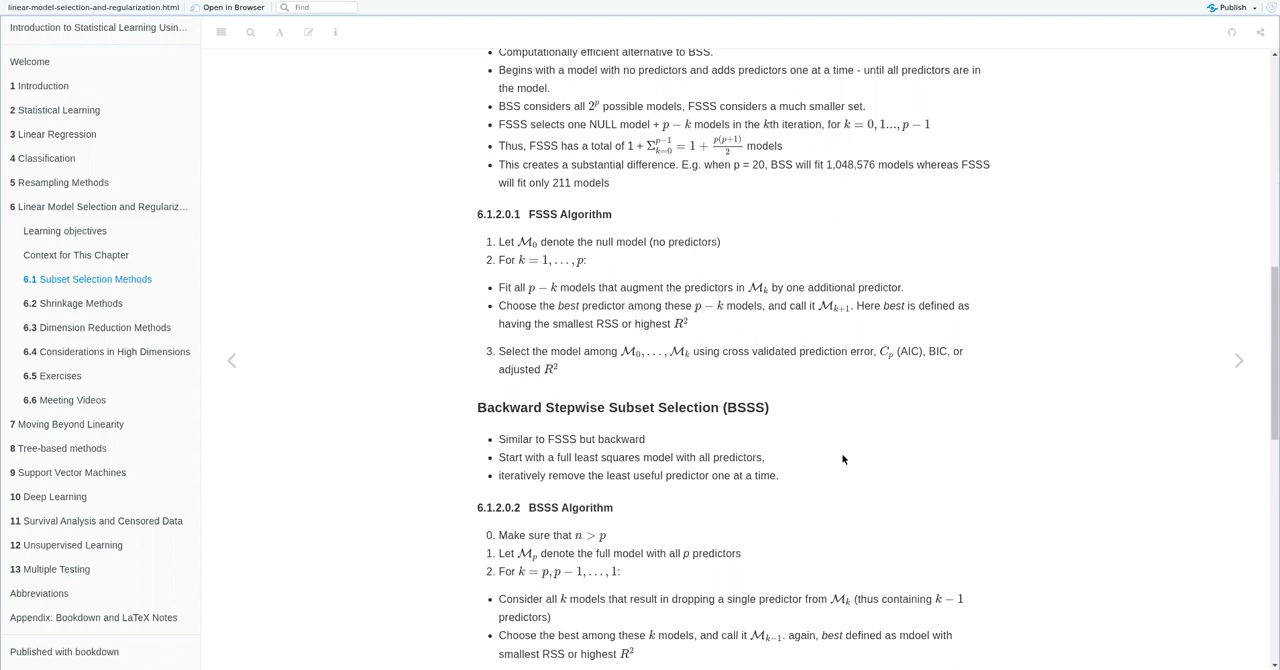 linear-model-selection-and-regularization.html
Open in Browser
Find
Publish
Introduction to Statistical Learning Usin…
Welcome
1 Introduction
2 Statistical Learning
3 Linear Regression
4 Classification
5 Resampling Methods
6 Linear Model Selection and Regulariz…
Learning objectives
Context for This Chapter
6.1 Subset Selection Methods
6.2 Shrinkage Methods
6.3 Dimension Reduction Methods
6.4 Considerations in High Dimensions
6.5 Exercises
6.6 Meeting Videos
7 Moving Beyond Linearity
8 Tree-based methods
9 Support Vector Machines
10 Deep Learning
11 Survival Analysis and Censored Data
12 Unsupervised Learning
13 Multiple Testing
Abbreviations
Appendix: Bookdown and LaTeX Notes
Published with bookdown
• Computationally efficient alternative to BSS.
• Begins with a model with no predictors and adds predictors one at a time - until all predictors are in
the model.
• BSS considers all 2^p possible models, FSSS considers a much smaller set.
• FSSS selects one NULL model + p − k models in the kth iteration, for k = 0, 1..., p − 1
• Thus, FSSS has a total of 1 + Σ_{k=0}^{p−1} = 1 + p(p+1)/2 models
• This creates a substantial difference. E.g. when p = 20, BSS will fit 1,048,576 models whereas FSSS
will fit only 211 models
6.1.2.0.1 FSSS Algorithm
1. Let M_0 denote the null model (no predictors)
2. For k = 1, . . . , p:
• Fit all p − k models that augment the predictors in M_k by one additional predictor.
• Choose the best predictor among these p − k models, and call it M_{k+1}. Here best is defined as
having the smallest RSS or highest R^2
3. Select the model among M_0, . . . , M_k using cross validated prediction error, C_p (AIC), BIC, or
adjusted R^2
Backward Stepwise Subset Selection (BSSS)
• Similar to FSSS but backward
• Start with a full least squares model with all predictors,
• iteratively remove the least useful predictor one at a time.
6.1.2.0.2 BSSS Algorithm
0. Make sure that n > p
1. Let M_p denote the full model with all p predictors
2. For k = p, p − 1, . . . , 1:
• Consider all k models that result in dropping a single predictor from M_k (thus containing k − 1
predictors)
• Choose the best among these k models, and call it M_{k−1}. again, best defined as mdoel with
smallest RSS or highest R^2